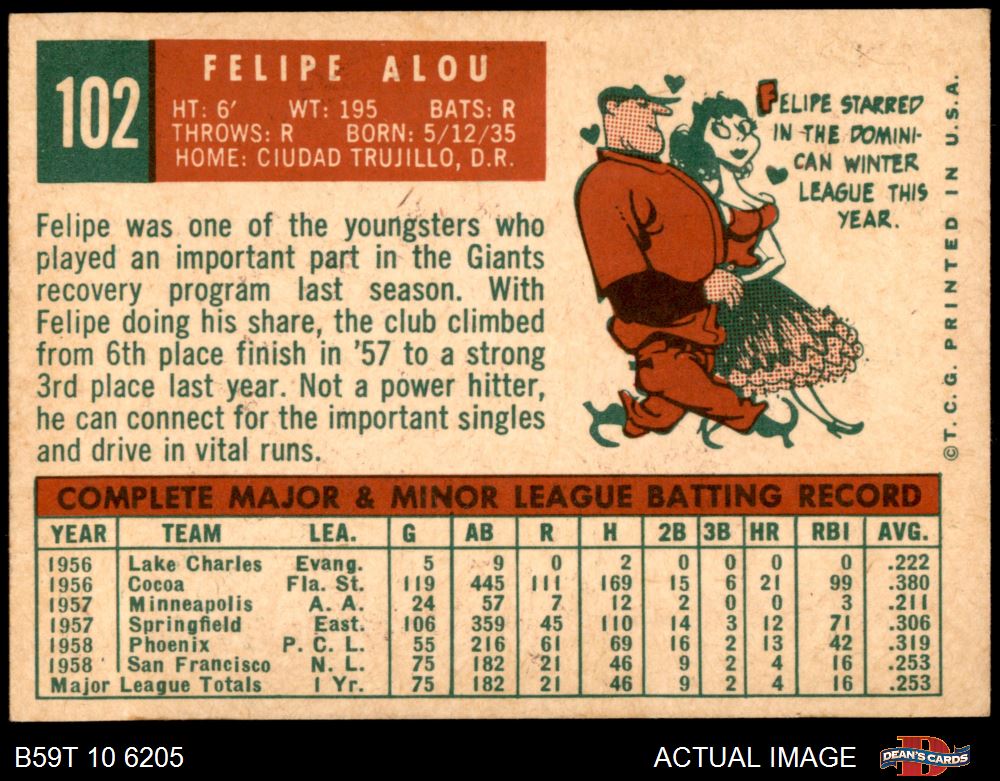 102
FELIPE ALOU
HT: 6' WT: 195 BATS: R
THROWS: R BORN: 5/12/35
HOME: CIUDAD TRUJILLO, D.R.
FELIPE STARRED
IN THE DOMINI-
CAN WINTER
LEAGUE THIS
YEAR.
©T.C.G. PRINTED IN U.S.A.
Felipe was one of the youngsters who
played an important part in the Giants
recovery program last season. With
Felipe doing his share, the club climbed
from 6th place finish in '57 to a strong
3rd place last year. Not a power hitter,
he can connect for the important singles
and drive in vital runs.
COMPLETE MAJOR & MINOR LEAGUE BATTING RECORD
YEAR TEAM LEA. G AB R H 2B 3B HR RBI AVG.
1956 Lake Charles Evang. 5 9 0 2 0 0 0 0 .222
1956 Cocoa Fla. St. 119 445 111 169 15 6 21 99 .380
1957 Minneapolis A. A. 24 57 7 12 2 0 0 3 .211
1957 Springfield East. 106 359 45 110 14 3 12 71 .306
1958 Phoenix P. C. L. 55 216 61 69 16 2 13 42 .319
1958 San Francisco N. L. 75 182 21 46 9 2 4 16 .253
Major League Totals 1 Yr. 75 182 21 46 9 2 4 16 .253
B59T 10 6205
ACTUAL IMAGE
DEAN'S CARDS